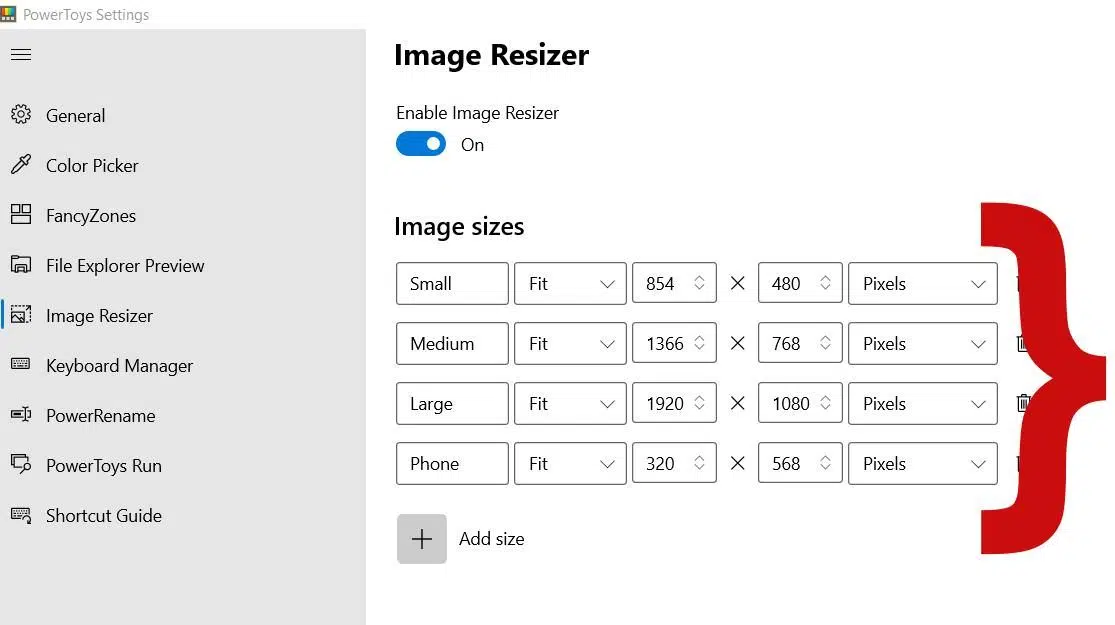 PowerToys Settings
General
Color Picker
FancyZones
File Explorer Preview
Image Resizer
Keyboard Manager
PowerRename
PowerToys Run
Shortcut Guide
Image Resizer
Enable Image Resizer
On
Image sizes
Small Fit 854 480 Pixels
Medium Fit 1366 768 Pixels
Large Fit 1920 1080 Pixels
Phone Fit 320 568 Pixels
Add size